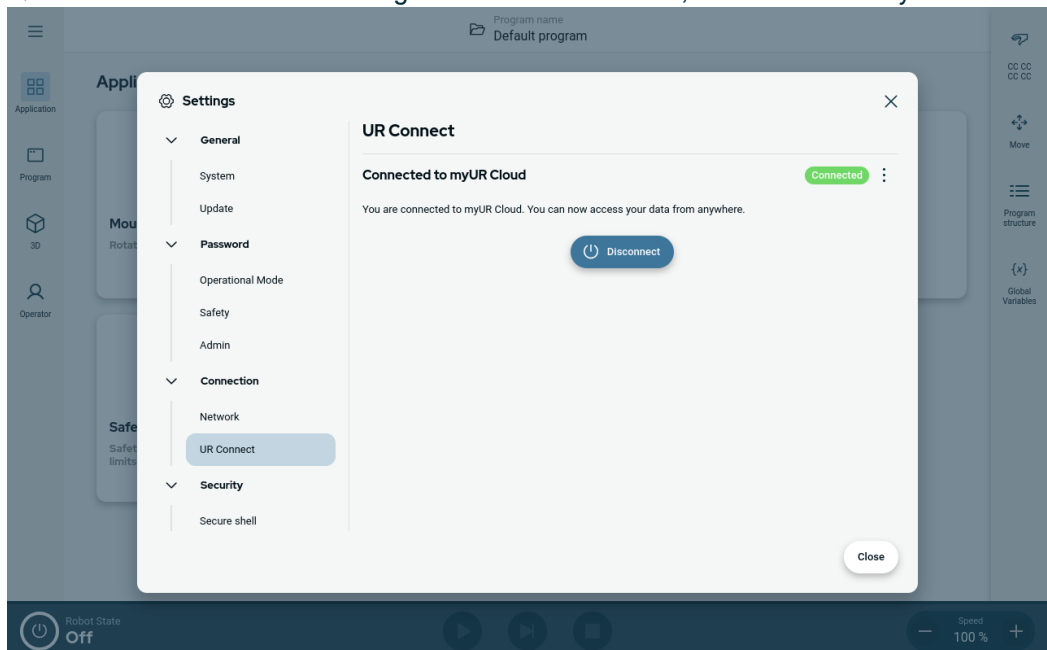 Program name
Default program
Application
Program
3D
Operator
Appli
Mou
Rotat
Safe
Safet
limits
Settings
General
System
Update
Password
Operational Mode
Safety
Admin
Connection
Network
UR Connect
Security
Secure shell
UR Connect
Connected to myUR Cloud
Connected
You are connected to myUR Cloud. You can now access your data from anywhere.
Disconnect
Close
CC CC
CC CC
Move
Program
structure
{x}
Global
Variables
Robot State
Off
Speed
100 %